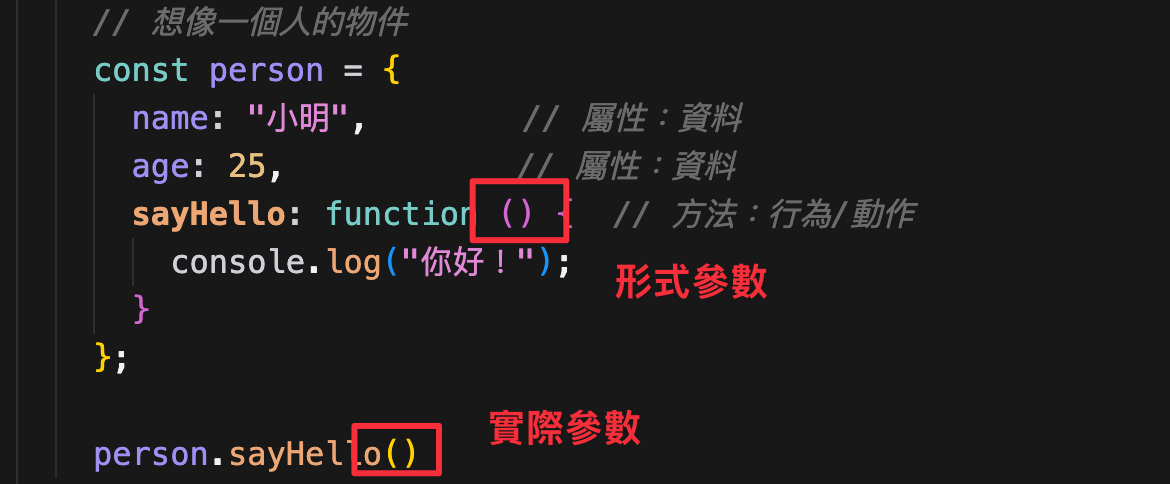 // 想像一個人的物件
const person = {
name: "小明", // 屬性：資料
age: 25, // 屬性：資料
sayHello: function () { // 方法：行為/動作
console.log("你好！");
形式參數
}
};
實際參數
person.sayHello()